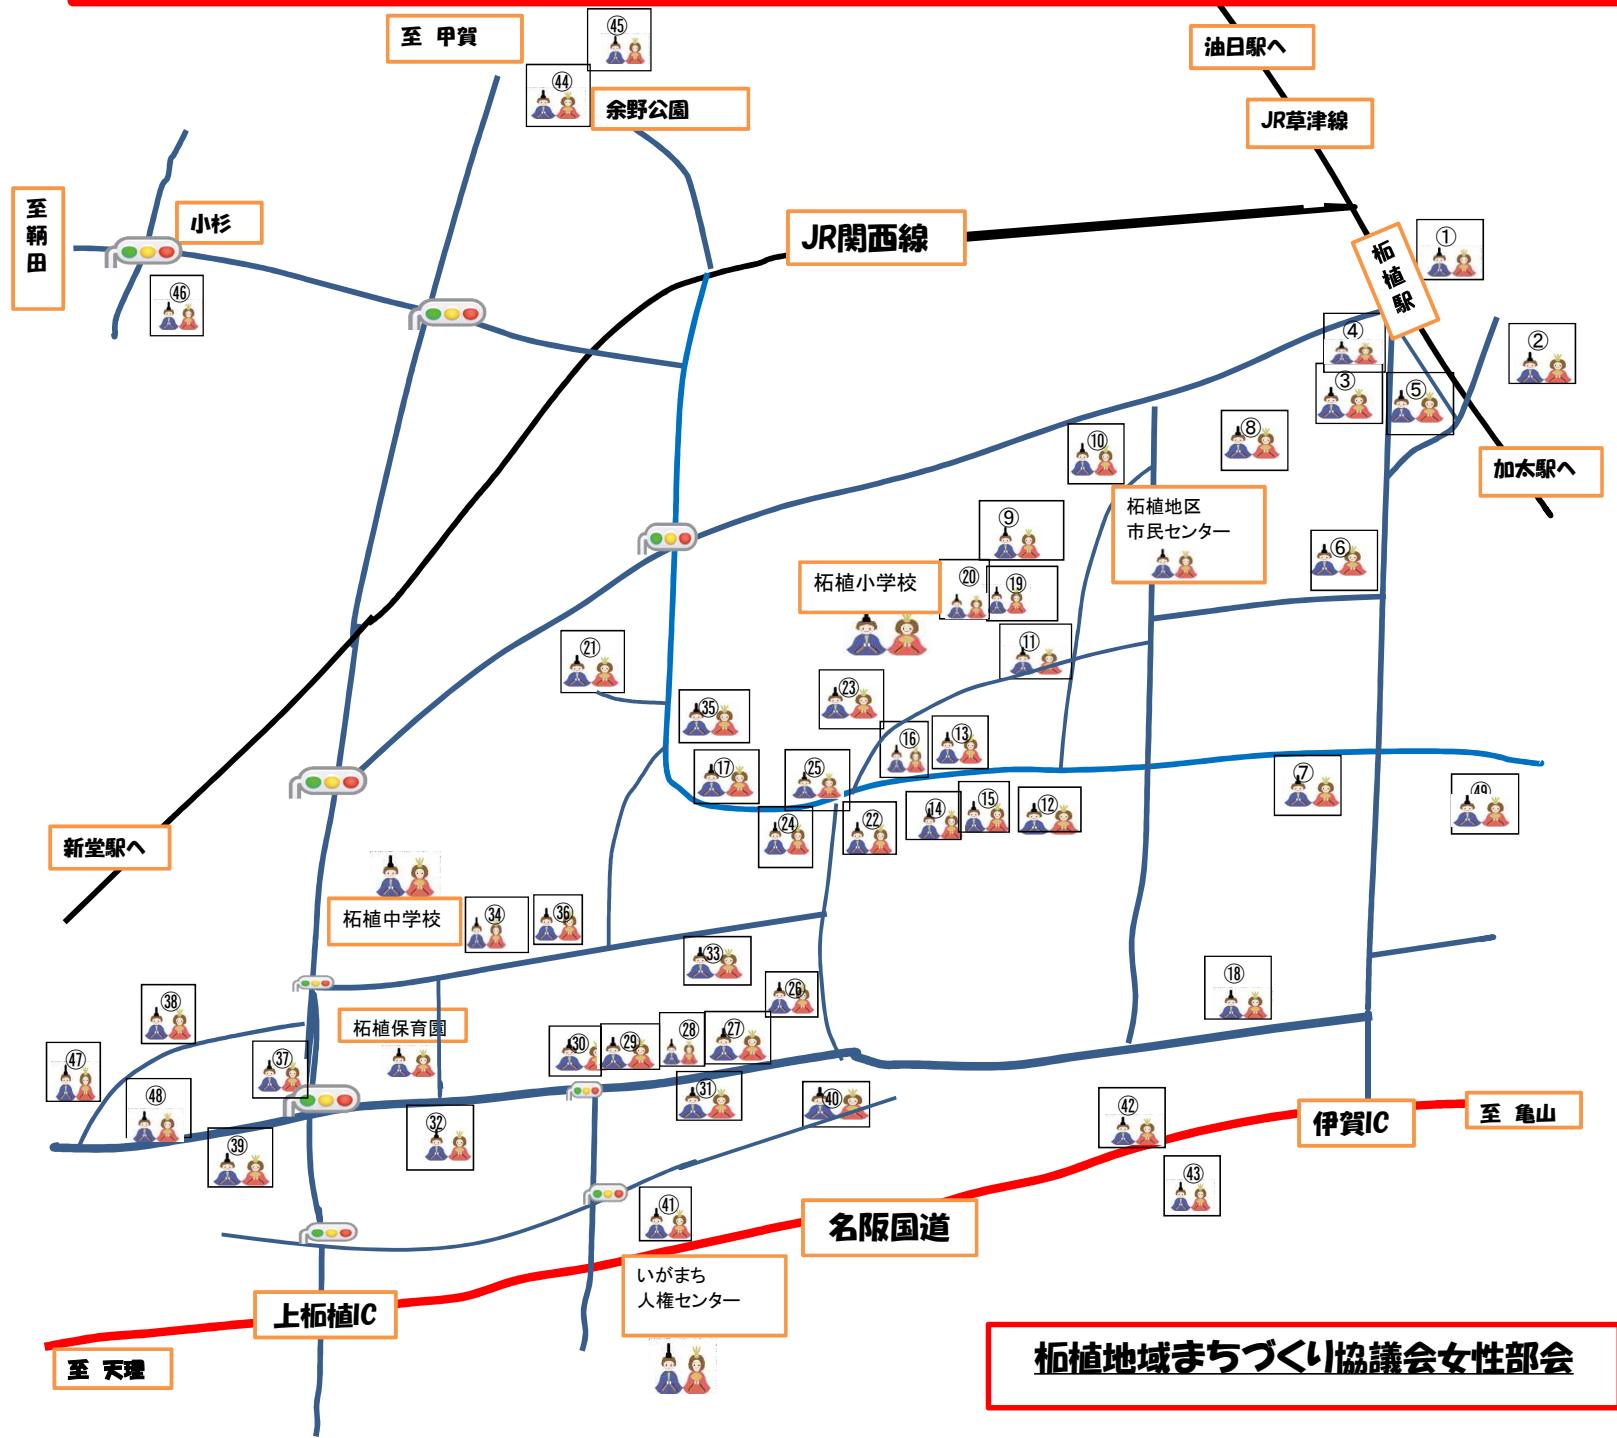 至 甲賀
㊺
㊹
余野公園
油日駅へ
JR草津線
至
鞆
田
小杉
㊻
JR関西線
柘
植
駅
①
②
④
③
⑤
⑧
⑩
加太駅へ
柘植地区
市民センター
⑨
⑥
柘植小学校
⑳
⑲
⑪
㉑
㉓
㉟
⑯
⑬
⑰
㉕
⑦
㊾
⑭
⑮
⑫
㉔
㉒
新堂駅へ
柘植中学校
㉞
㊱
㉝
⑱
㉖
㊳
柘植保育園
㊲
㉚
㉙
㉘
㉗
㊼
㊽
㉛
㊵
㊷
伊賀IC
至 亀山
㉜
㊴
㊸
㊶
名阪国道
いがまち
人権センター
上柘植IC
至 天理
柘植地域まちづくり協議会女性部会